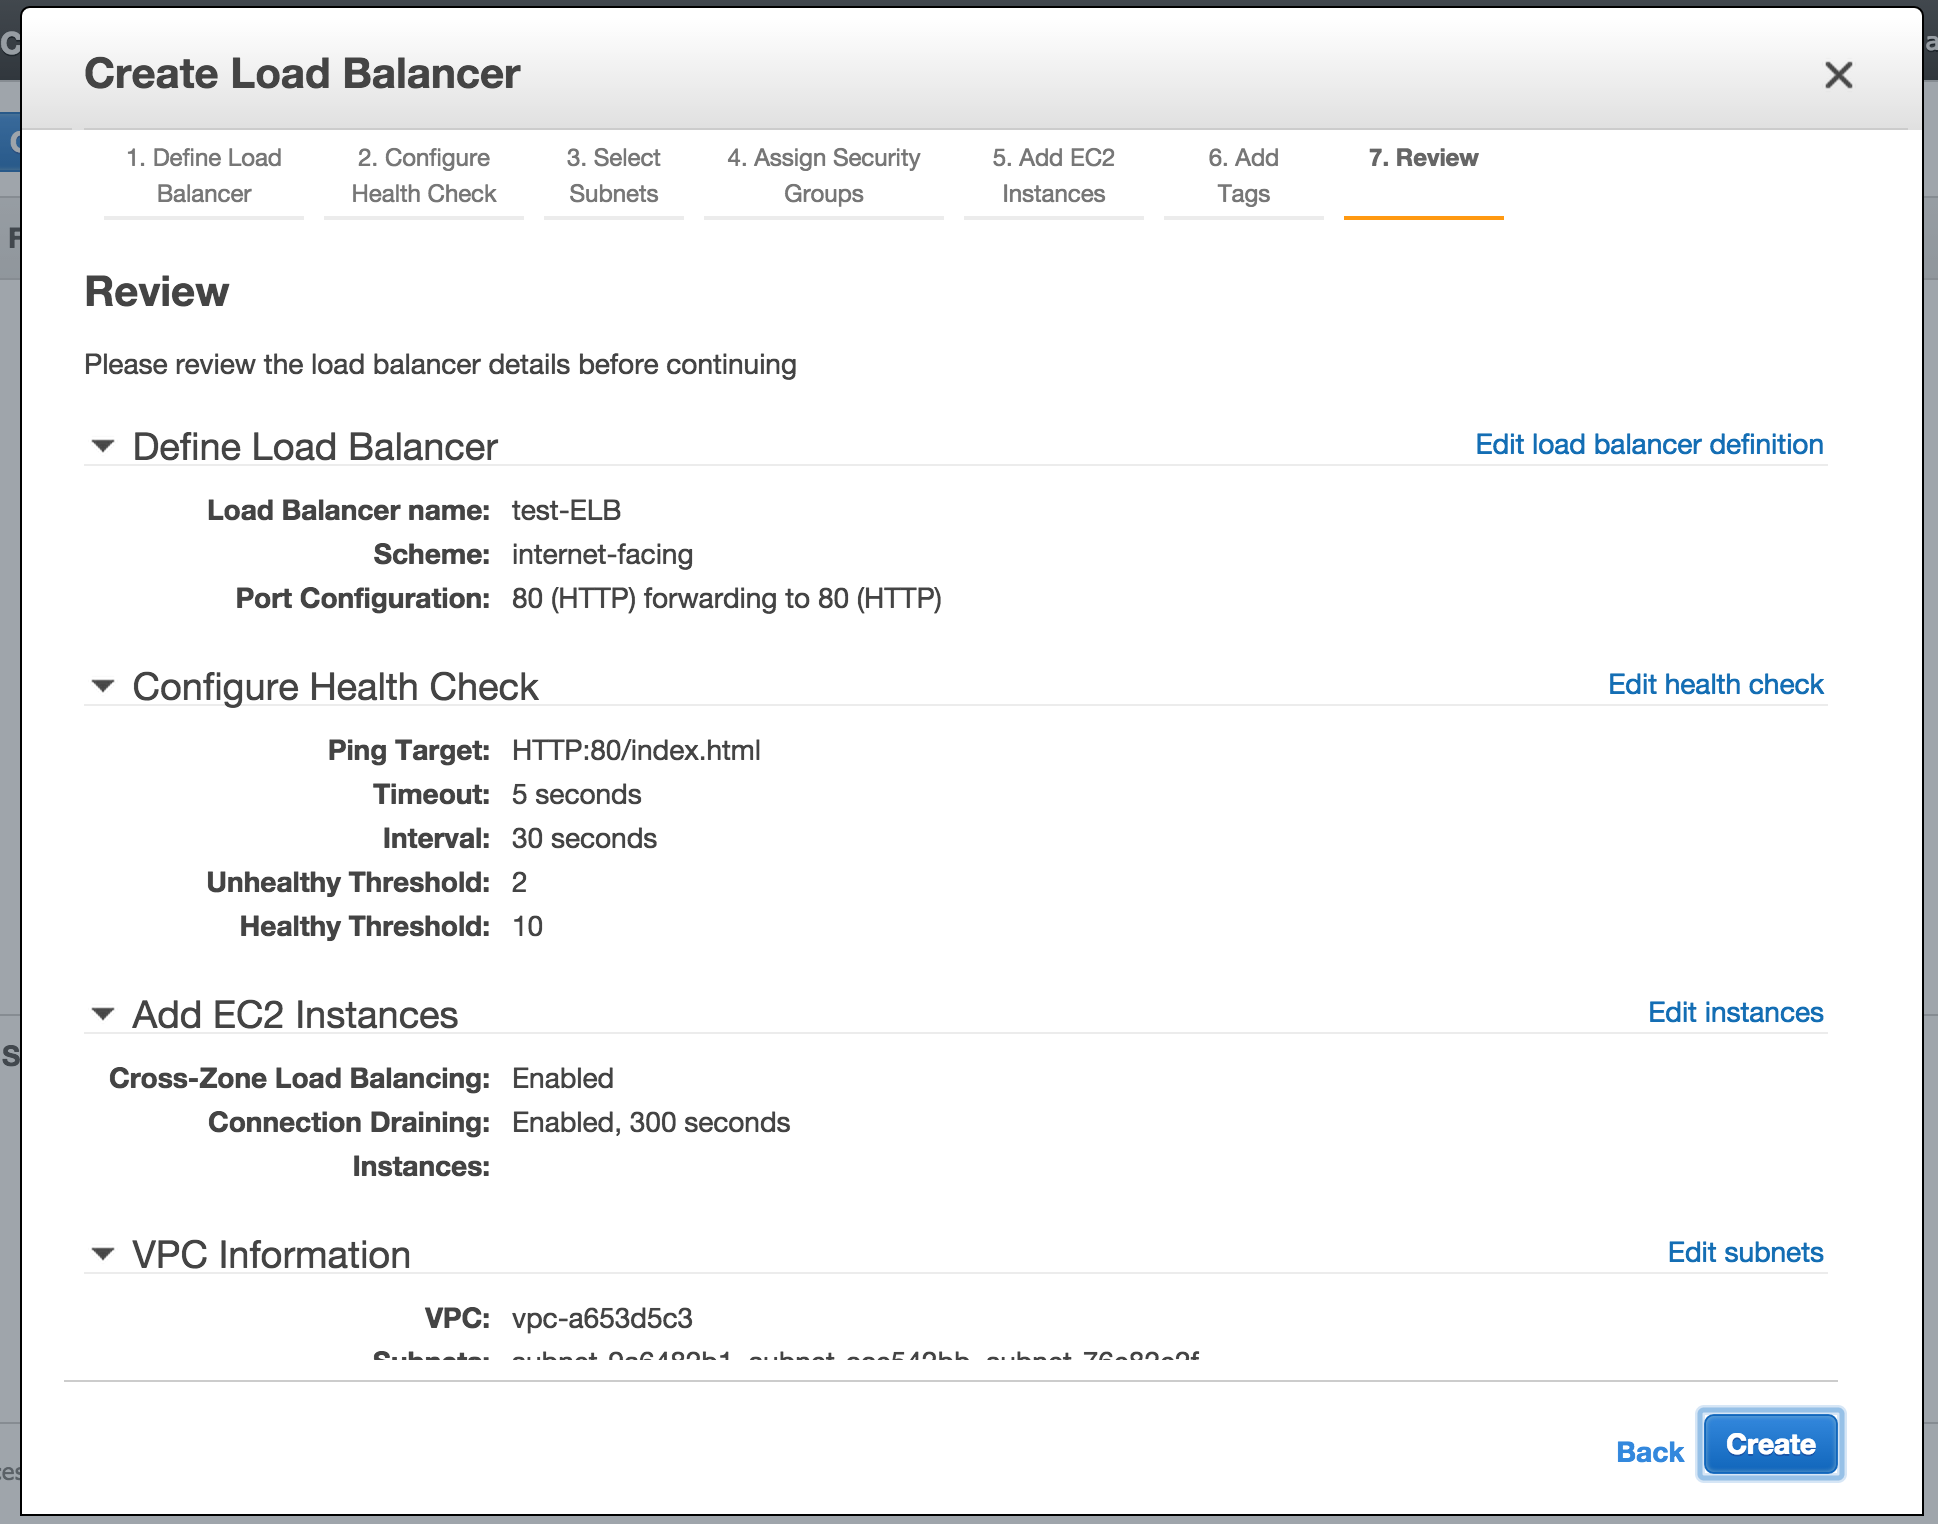 Create Load Balancer
1. Define Load Balancer
2. Configure Health Check
3. Select Subnets
4. Assign Security Groups
5. Add EC2 Instances
6. Add Tags
7. Review
Review
Please review the load balancer details before continuing
Define Load Balancer Edit load balancer definition
Load Balancer name: test-ELB
Scheme: internet-facing
Port Configuration: 80 (HTTP) forwarding to 80 (HTTP)
Configure Health Check Edit health check
Ping Target: HTTP:80/index.html
Timeout: 5 seconds
Interval: 30 seconds
Unhealthy Threshold: 2
Healthy Threshold: 10
Add EC2 Instances Edit instances
Cross-Zone Load Balancing: Enabled
Connection Draining: Enabled, 300 seconds
Instances:
VPC Information Edit subnets
VPC: vpc-a653d5c3
Subnets:
Back Create